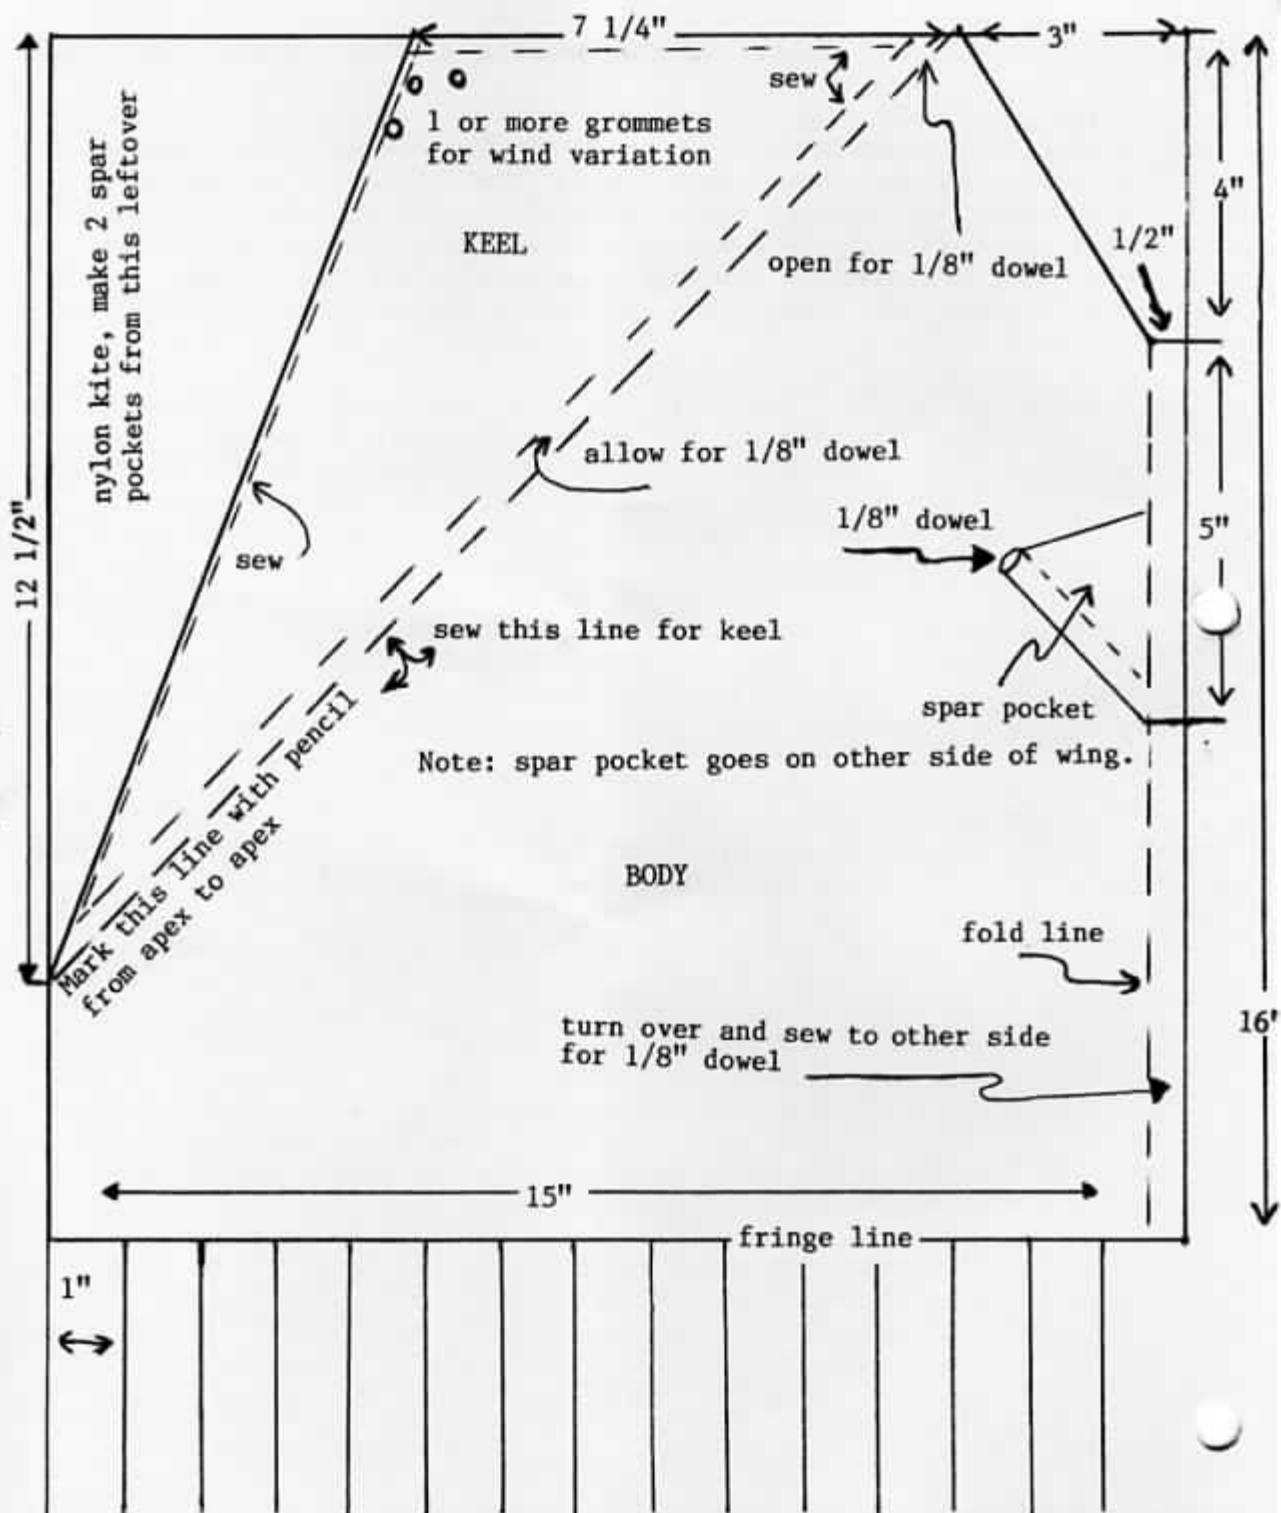 7 1/4"
3"
sew
1 or more grommets
for wind variation
nylon kite, make 2 spar
pockets from this leftover
4"
KEEL
1/2"
open for 1/8" dowel
12 1/2"
allow for 1/8" dowel
1/8" dowel
5"
sew
sew this line for keel
spar pocket
Mark this line with pencil
from apex to apex
Note: spar pocket goes on other side of wing.
BODY
fold line
turn over and sew to other side
for 1/8" dowel
16"
15"
fringe line
1"